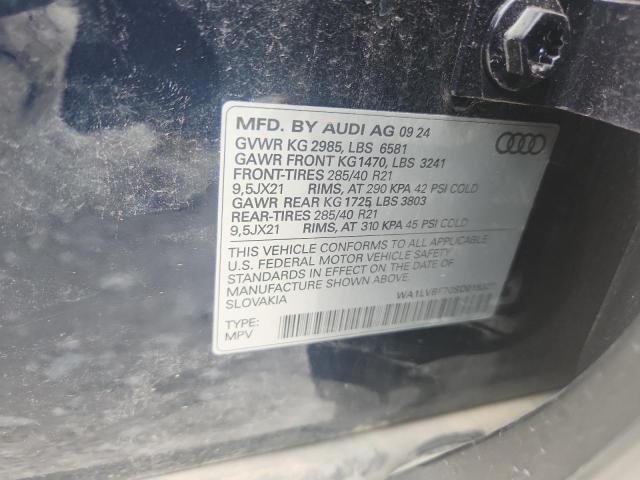 MFD. BY AUDI AG 09 24
GVWR KG 2985, LBS 6581
GAWR FRONT KG1470, LBS 3241
FRONT-TIRES 285/40 R21
9,5JX21 RIMS, AT 290 KPA 42 PSI COLD
GAWR REAR KG 1725, LBS 3803
REAR-TIRES 285/40 R21
9,5JX21 RIMS, AT 310 KPA 45 PSI COLD
THIS VEHICLE CONFORMS TO ALL APPLICABLE
U.S. FEDERAL MOTOR VEHICLE SAFETY
STANDARDS IN EFFECT ON THE DATE OF
MANUFACTURE SHOWN ABOVE.
SLOVAKIA
TYPE:
MPV